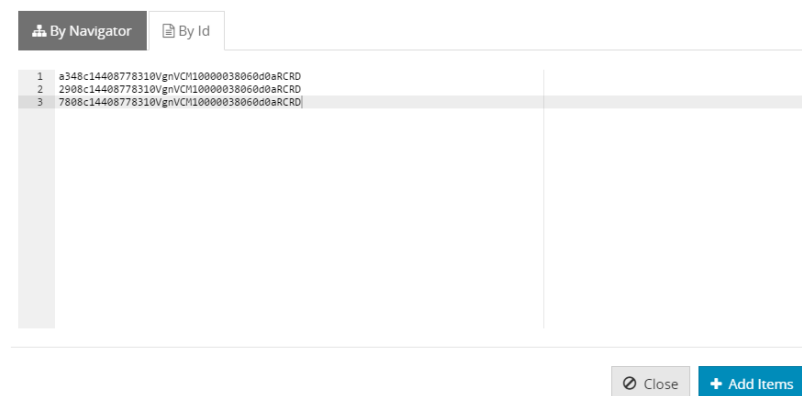 By Navigator
By Id
1 a348c14408778310VgnVCM10000038060d0aRCRD
2 2908c14408778310VgnVCM10000038060d0aRCRD
3 7808c14408778310VgnVCM10000038060d0aRCRD
Close
Add Items